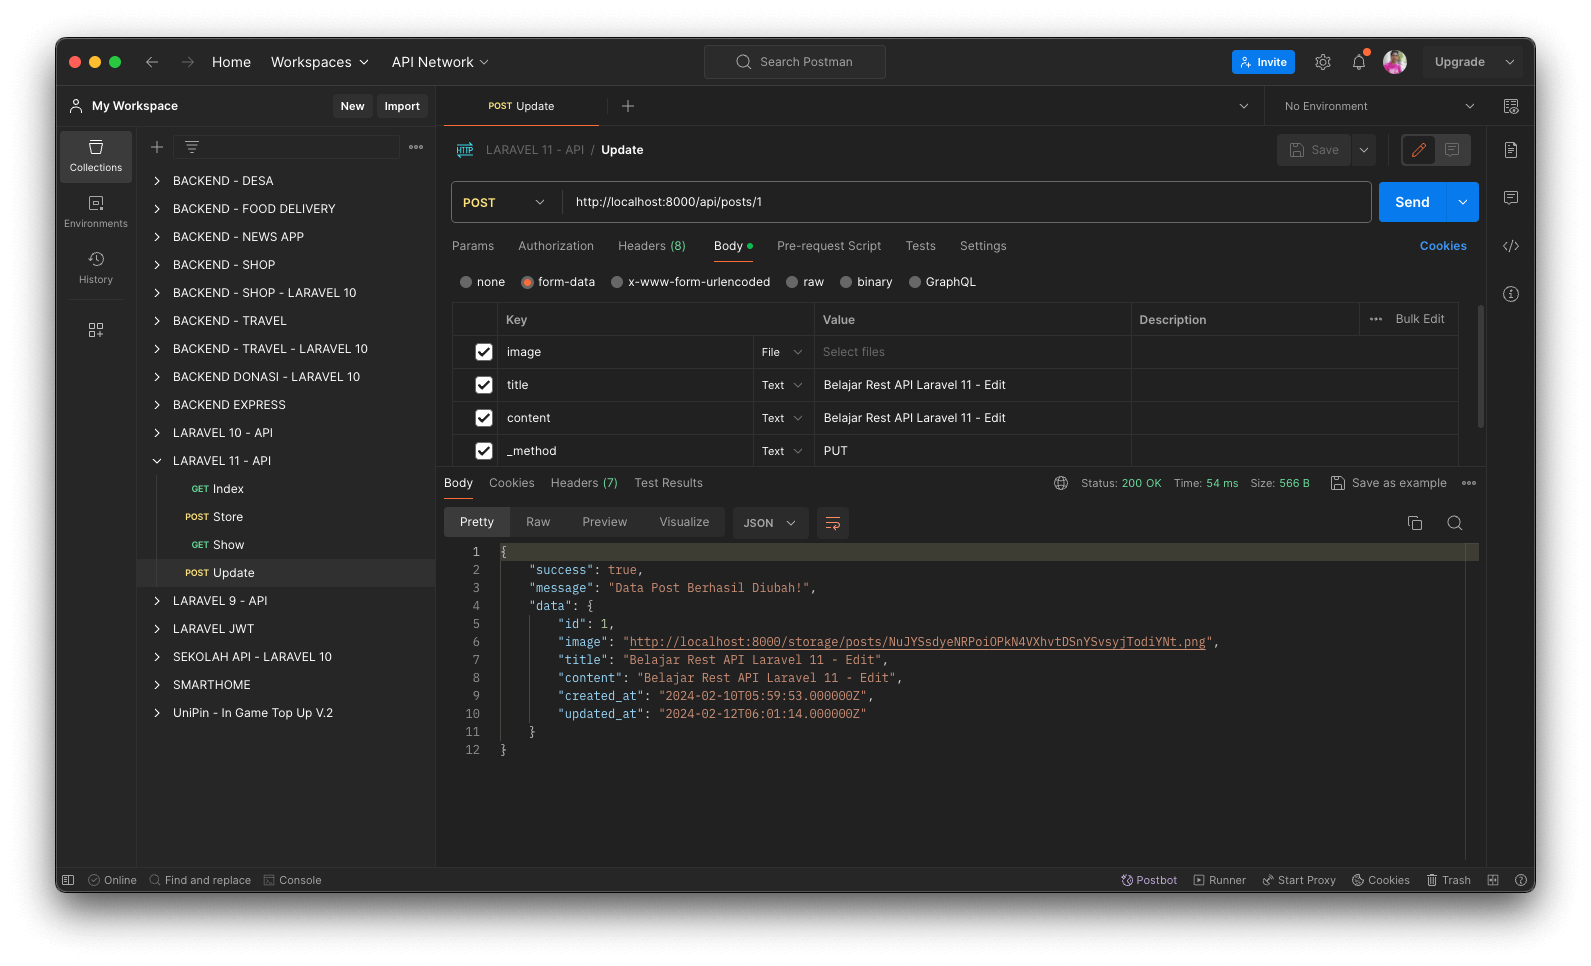 Home Workspaces API Network Search Postman Invite Upgrade
My Workspace New Import POST Update No Environment
Collections
Environments
History
BACKEND - DESA
BACKEND - FOOD DELIVERY
BACKEND - NEWS APP
BACKEND - SHOP
BACKEND - SHOP - LARAVEL 10
BACKEND - TRAVEL
BACKEND - TRAVEL - LARAVEL 10
BACKEND DONASI - LARAVEL 10
BACKEND EXPRESS
LARAVEL 10 - API
LARAVEL 11 - API
GET Index
POST Store
GET Show
POST Update
LARAVEL 9 - API
LARAVEL JWT
SEKOLAH API - LARAVEL 10
SMARTHOME
UniPin - In Game Top Up V.2
HTTP LARAVEL 11 - API / Update Save
POST http://localhost:8000/api/posts/1 Send
Params Authorization Headers (8) Body Pre-request Script Tests Settings Cookies
none form-data x-www-form-urlencoded raw binary GraphQL
Key Value Description Bulk Edit
image File Select files
title Text Belajar Rest API Laravel 11 - Edit
content Text Belajar Rest API Laravel 11 - Edit
_method Text PUT
Body Cookies Headers (7) Test Results Status: 200 OK Time: 54 ms Size: 566 B Save as example
Pretty Raw Preview Visualize JSON
1 {
2 "success": true,
3 "message": "Data Post Berhasil Diubah!",
4 "data": {
5 "id": 1,
6 "image": "http://localhost:8000/storage/posts/NuJYSsdyeNRPoiOPkN4VXhvtDSnYSvsyjTodiYNt.png",
7 "title": "Belajar Rest API Laravel 11 - Edit",
8 "content": "Belajar Rest API Laravel 11 - Edit",
9 "created_at": "2024-02-10T05:59:53.000000Z",
10 "updated_at": "2024-02-12T06:01:14.000000Z"
11 }
12 }
Online Find and replace Console Postbot Runner Start Proxy Cookies Trash